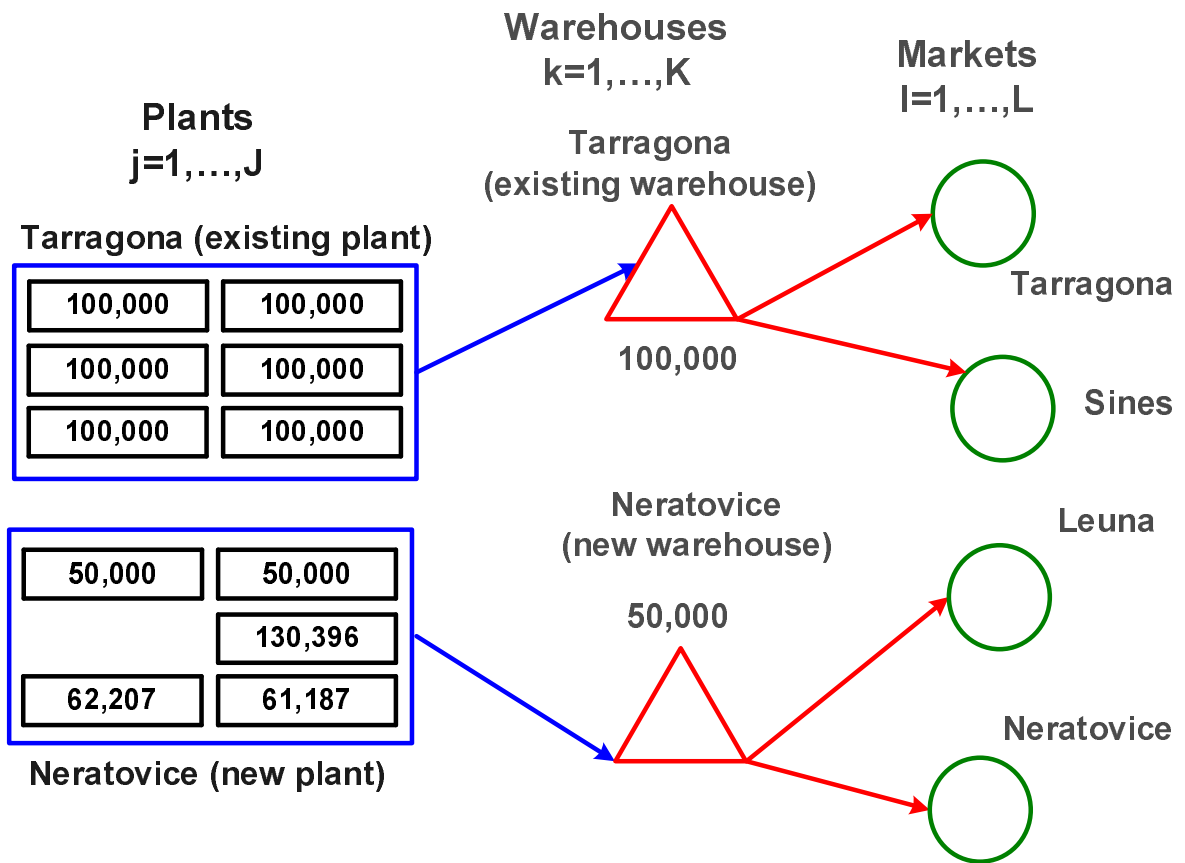 Plants
j=1,…,J
Warehouses
k=1,…,K
Markets
l=1,…,L
Tarragona (existing plant)
100,000 100,000
100,000 100,000
100,000 100,000
Tarragona
(existing warehouse)
100,000
Tarragona
Sines
50,000 50,000
130,396
62,207 61,187
Neratovice (new plant)
Neratovice
(new warehouse)
50,000
Leuna
Neratovice